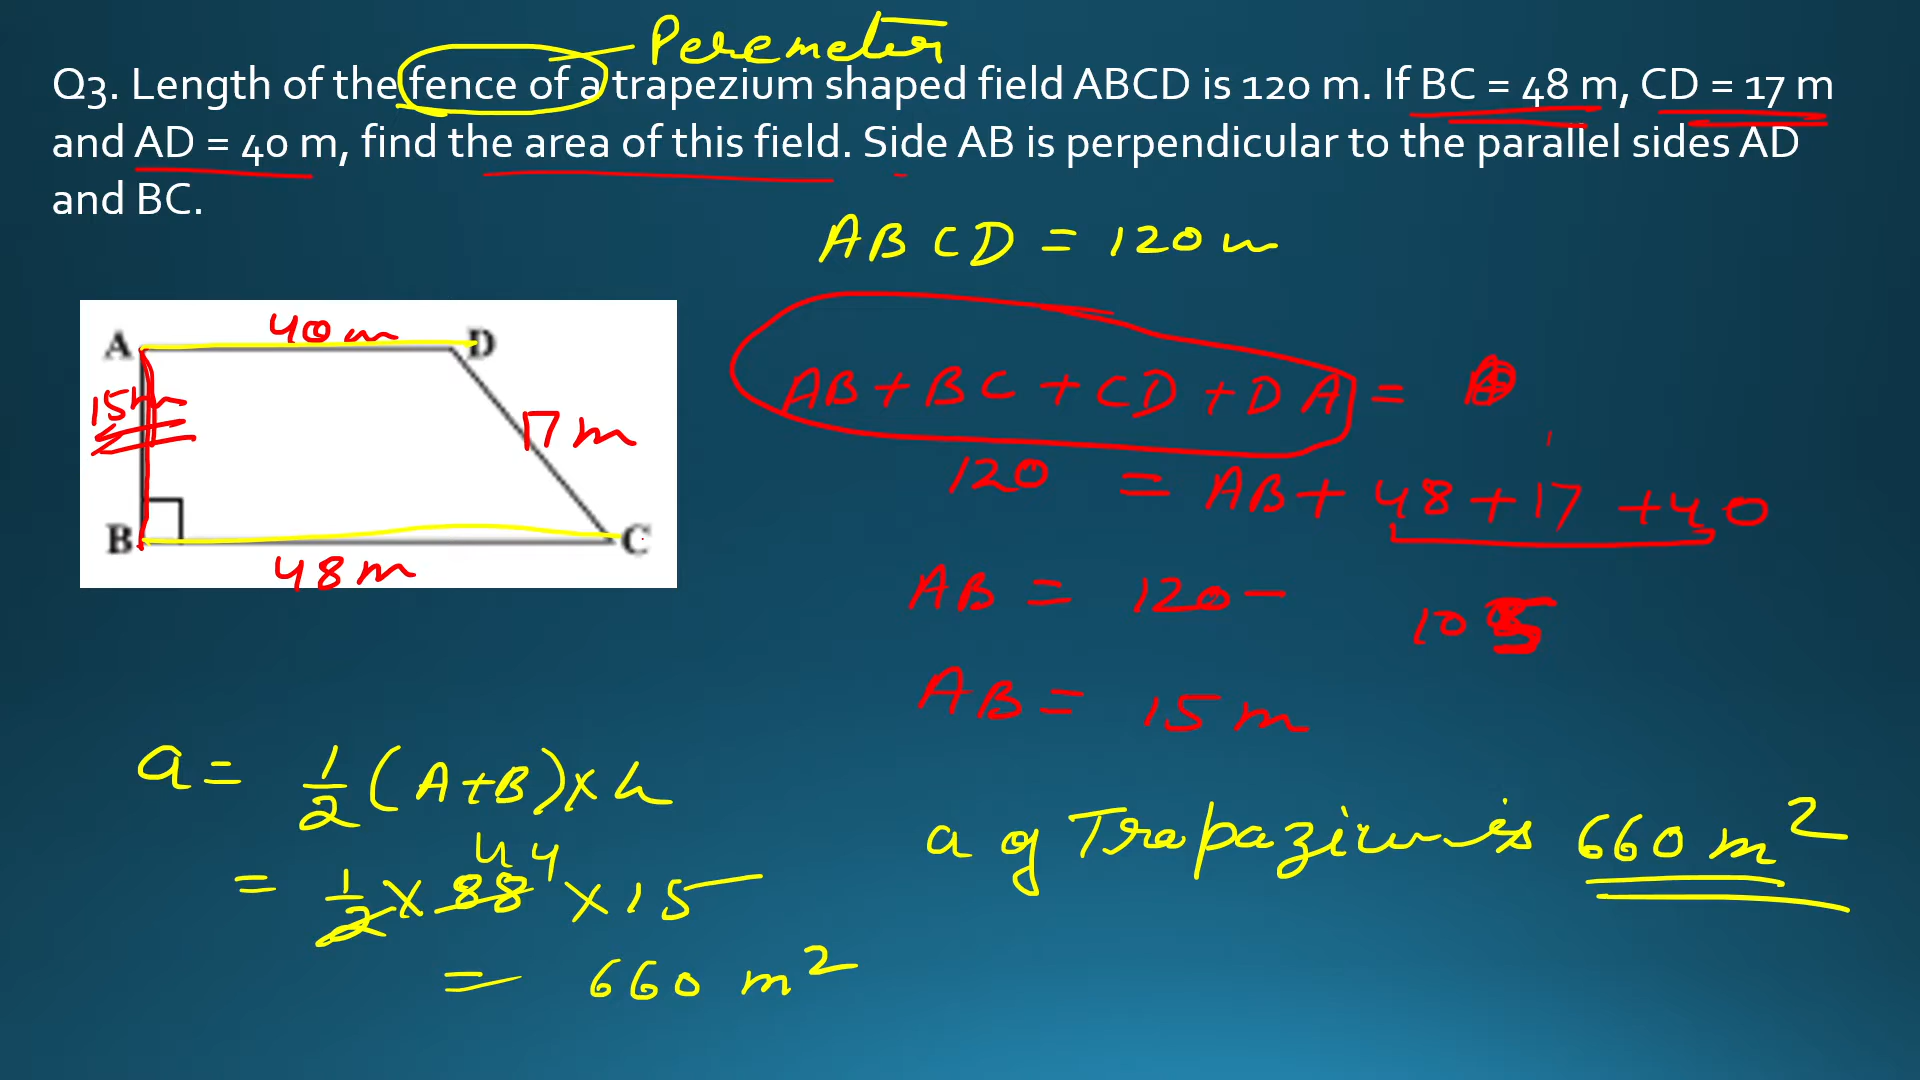 Peremeter
Q3. Length of the fence of a trapezium shaped field ABCD is 120 m. If BC = 48 m, CD = 17 m
and AD = 40 m, find the area of this field. Side AB is perpendicular to the parallel sides AD
and BC.
ABCD = 120 m
A 40 m D
15m
17 m
B C
48 m
AB + BC + CD + DA =
120 = AB + 48 + 17 + 40
AB = 120 - 105
AB = 15 m
a = 1/2 (A+B) × h
44
= 1/2 × 88 × 15
= 660 m²
a of Trapazium is 660 m²